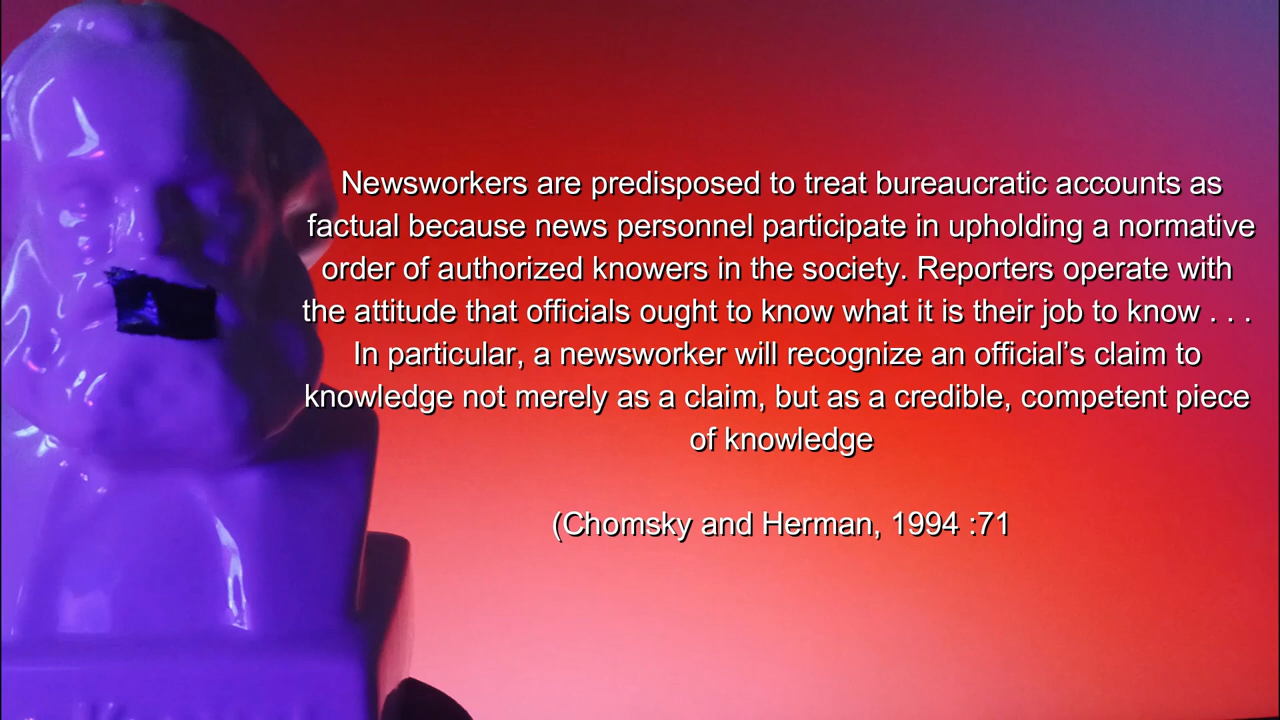 Newsworkers are predisposed to treat bureaucratic accounts as
factual because news personnel participate in upholding a normative
order of authorized knowers in the society. Reporters operate with
the attitude that officials ought to know what it is their job to know . . .
In particular, a newsworker will recognize an official’s claim to
knowledge not merely as a claim, but as a credible, competent piece
of knowledge
(Chomsky and Herman, 1994 :71